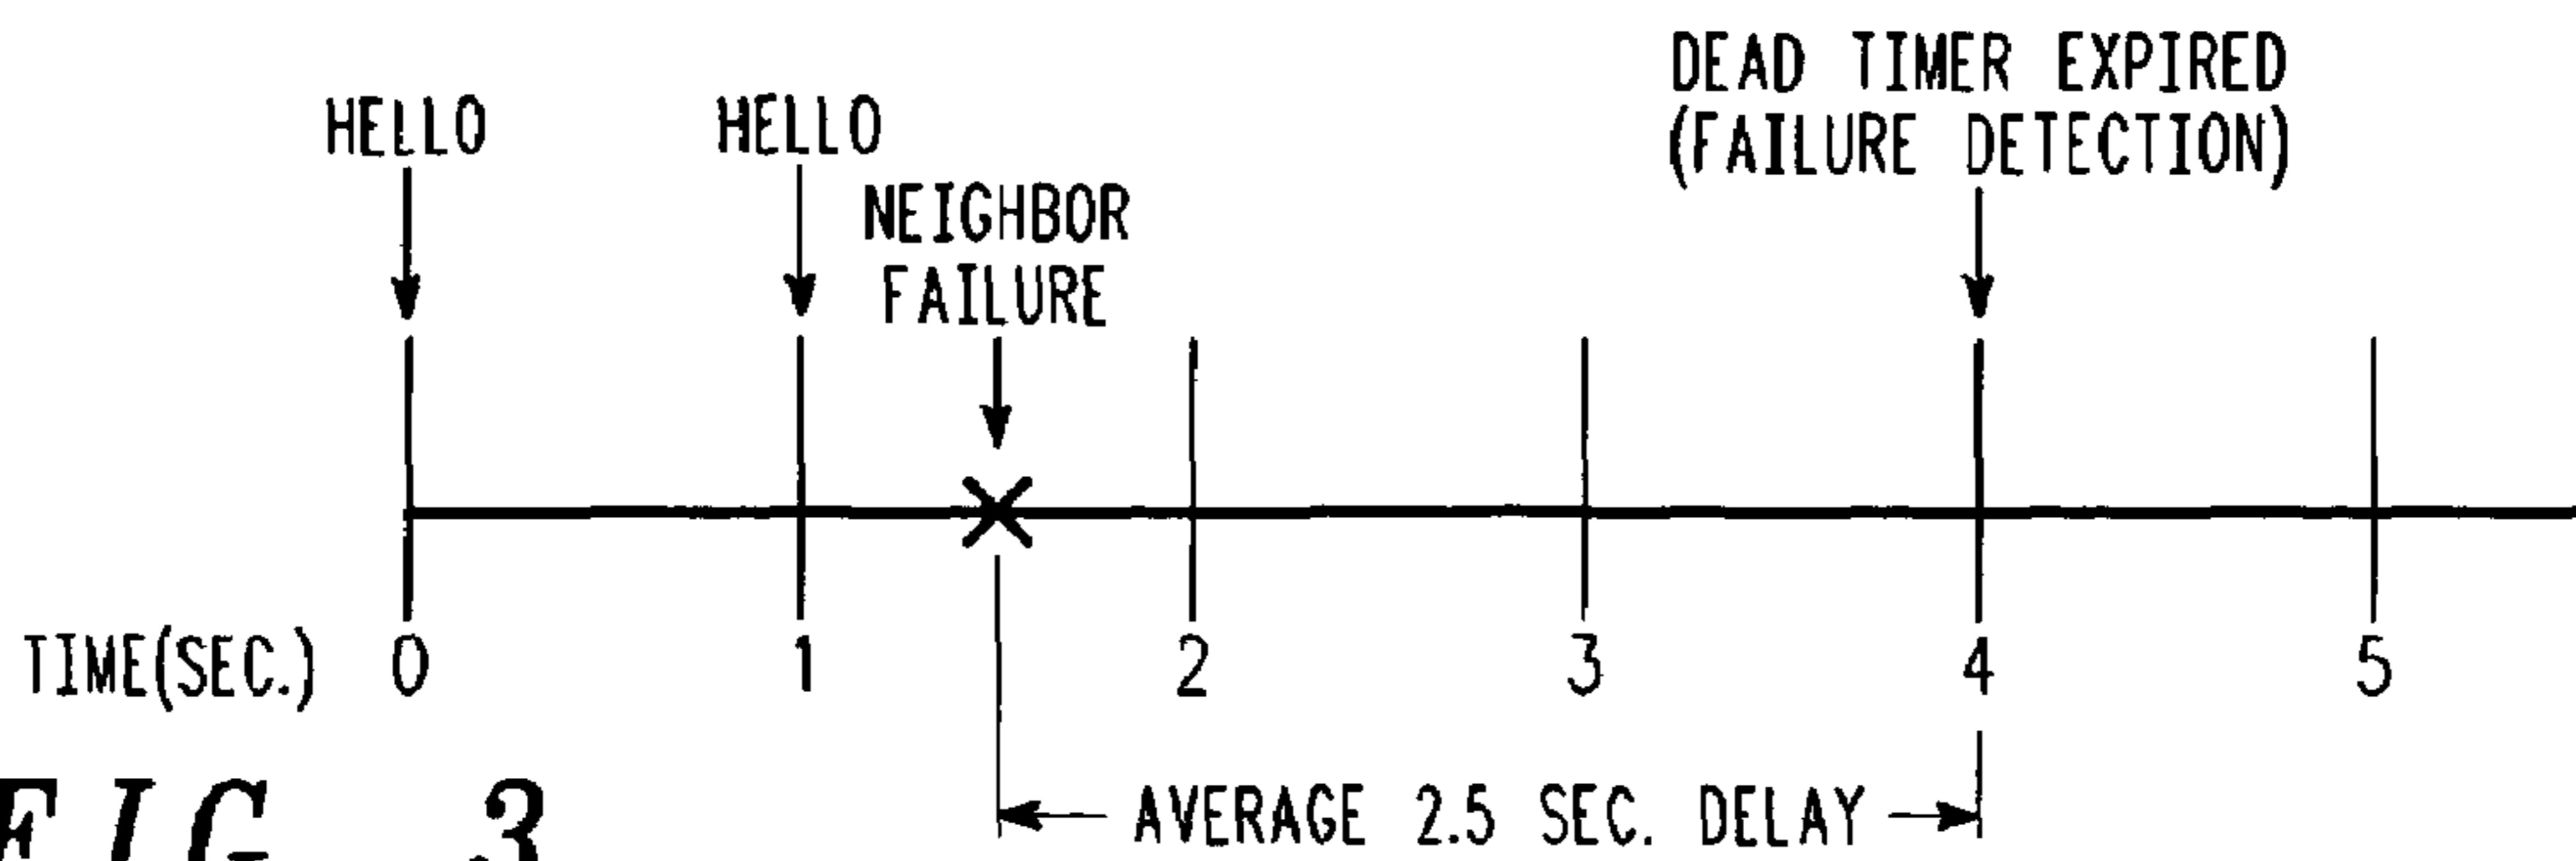 DEAD TIMER EXPIRED
(FAILURE DETECTION)
HELLO
HELLO
NEIGHBOR
FAILURE
TIME(SEC.) 0 1 2 3 4 5
AVERAGE 2.5 SEC. DELAY
FIG 3